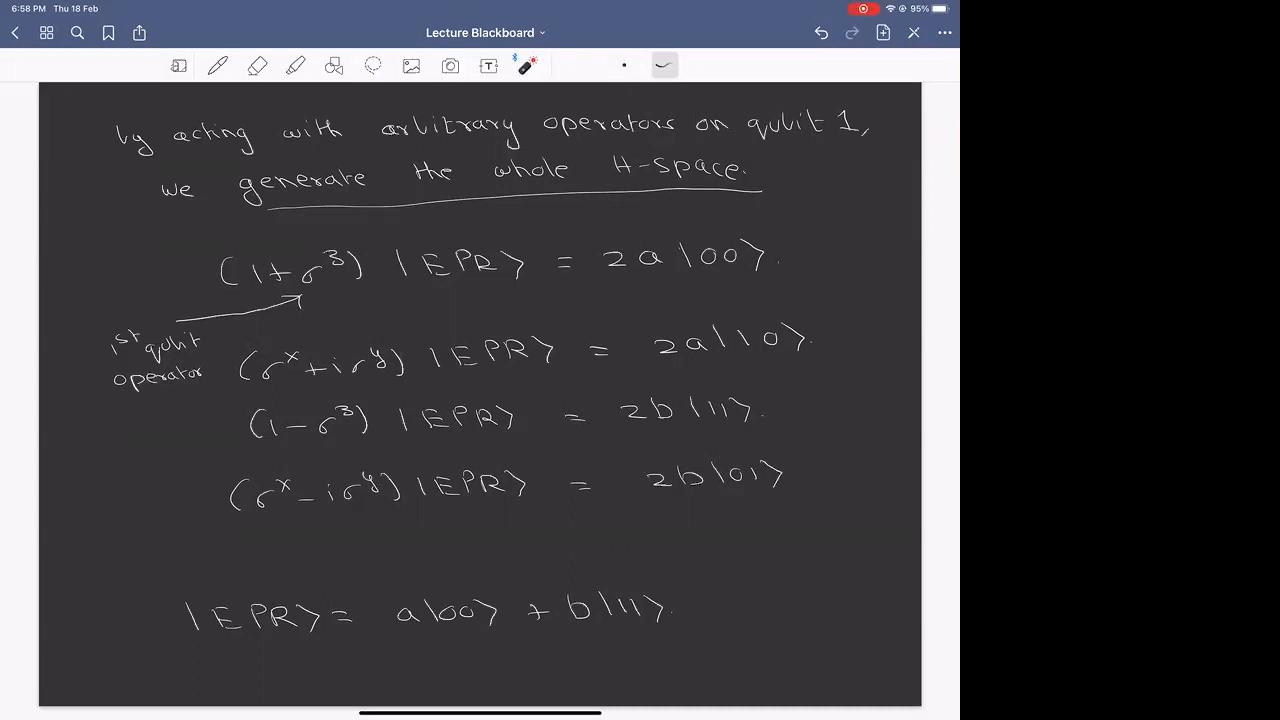 6:58 PM Thu 18 Feb 95%
Lecture Blackboard
by acting with arbitrary operators on qubit 1,
we generate the whole H-space.
(1+σ³) |EPR⟩ = 2a|00⟩.
1st qubit
operator
(σˣ+iσʸ) |EPR⟩ = 2a|10⟩.
(1-σ³) |EPR⟩ = 2b|11⟩.
(σˣ-iσʸ) |EPR⟩ = 2b|01⟩
|EPR⟩ = a|00⟩ + b|11⟩.